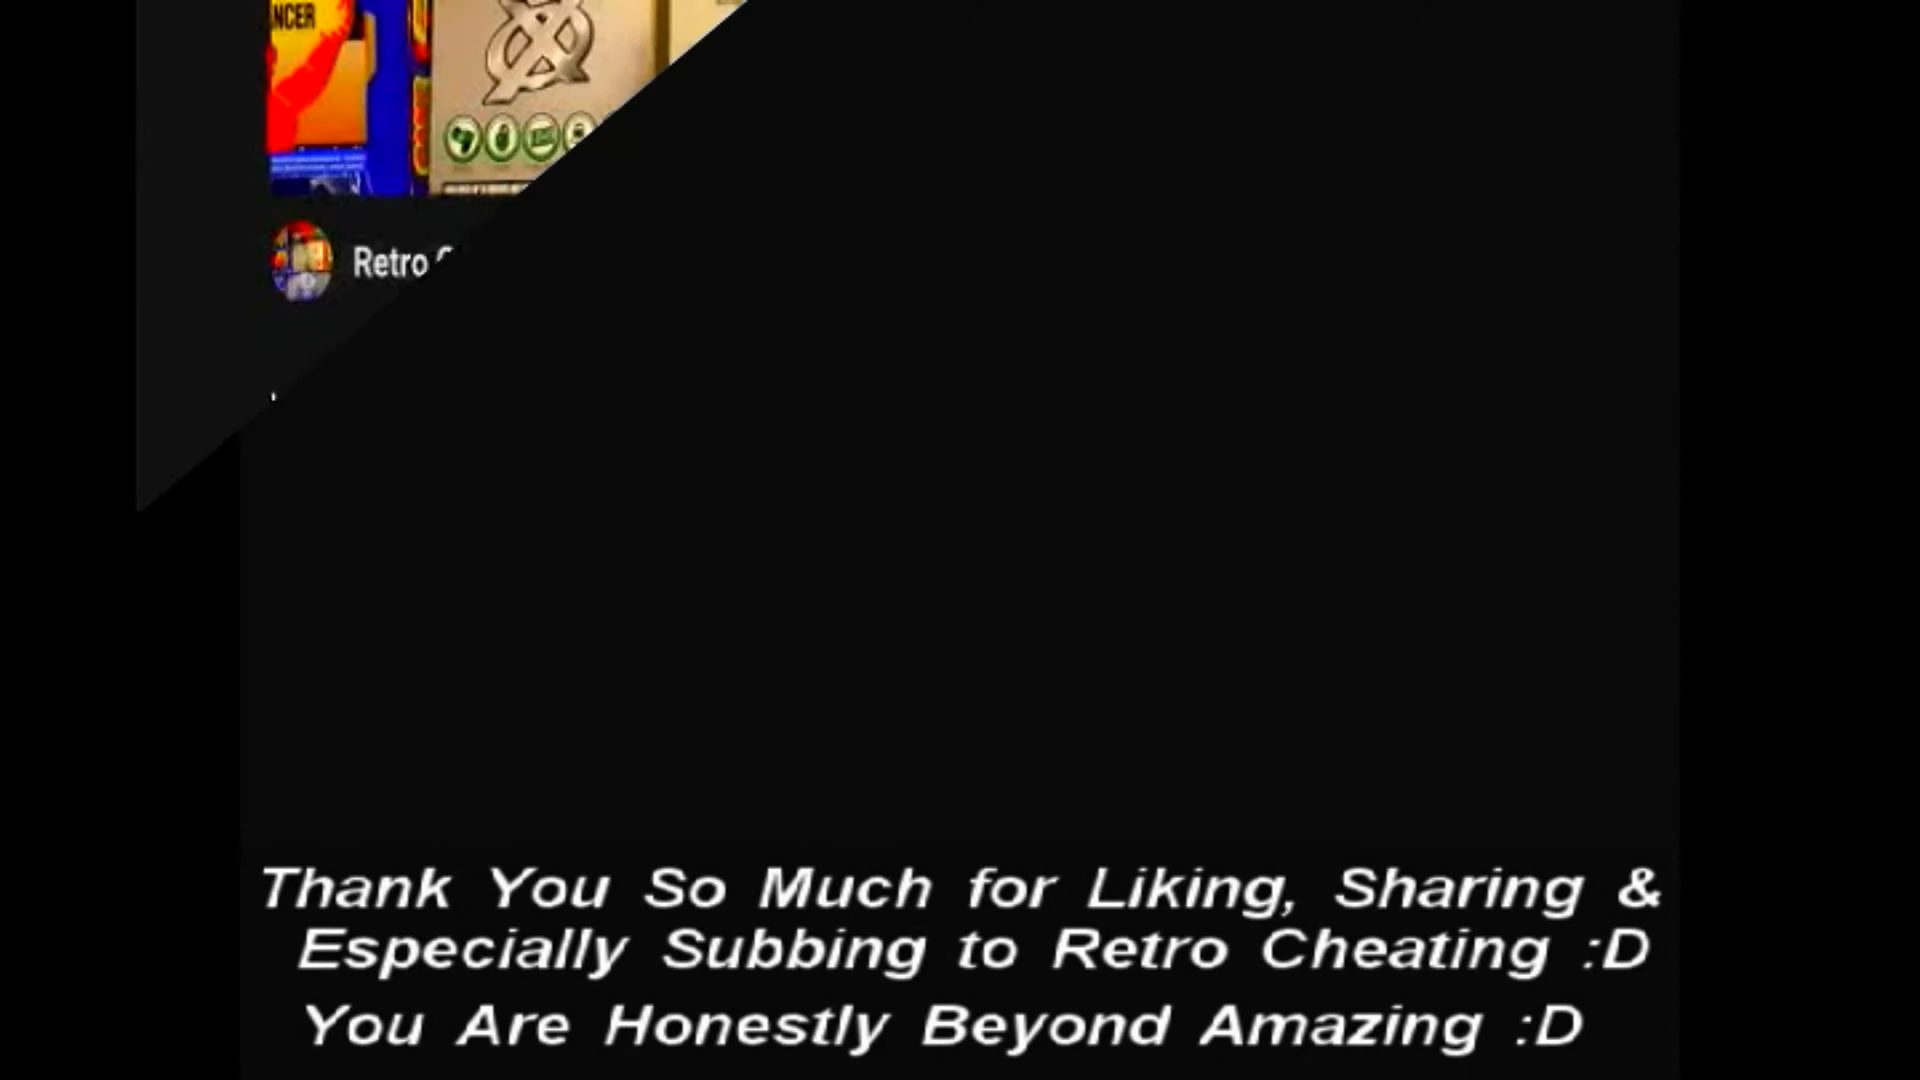 NCER
Retro
Thank You So Much for Liking, Sharing &
Especially Subbing to Retro Cheating :D
You Are Honestly Beyond Amazing :D